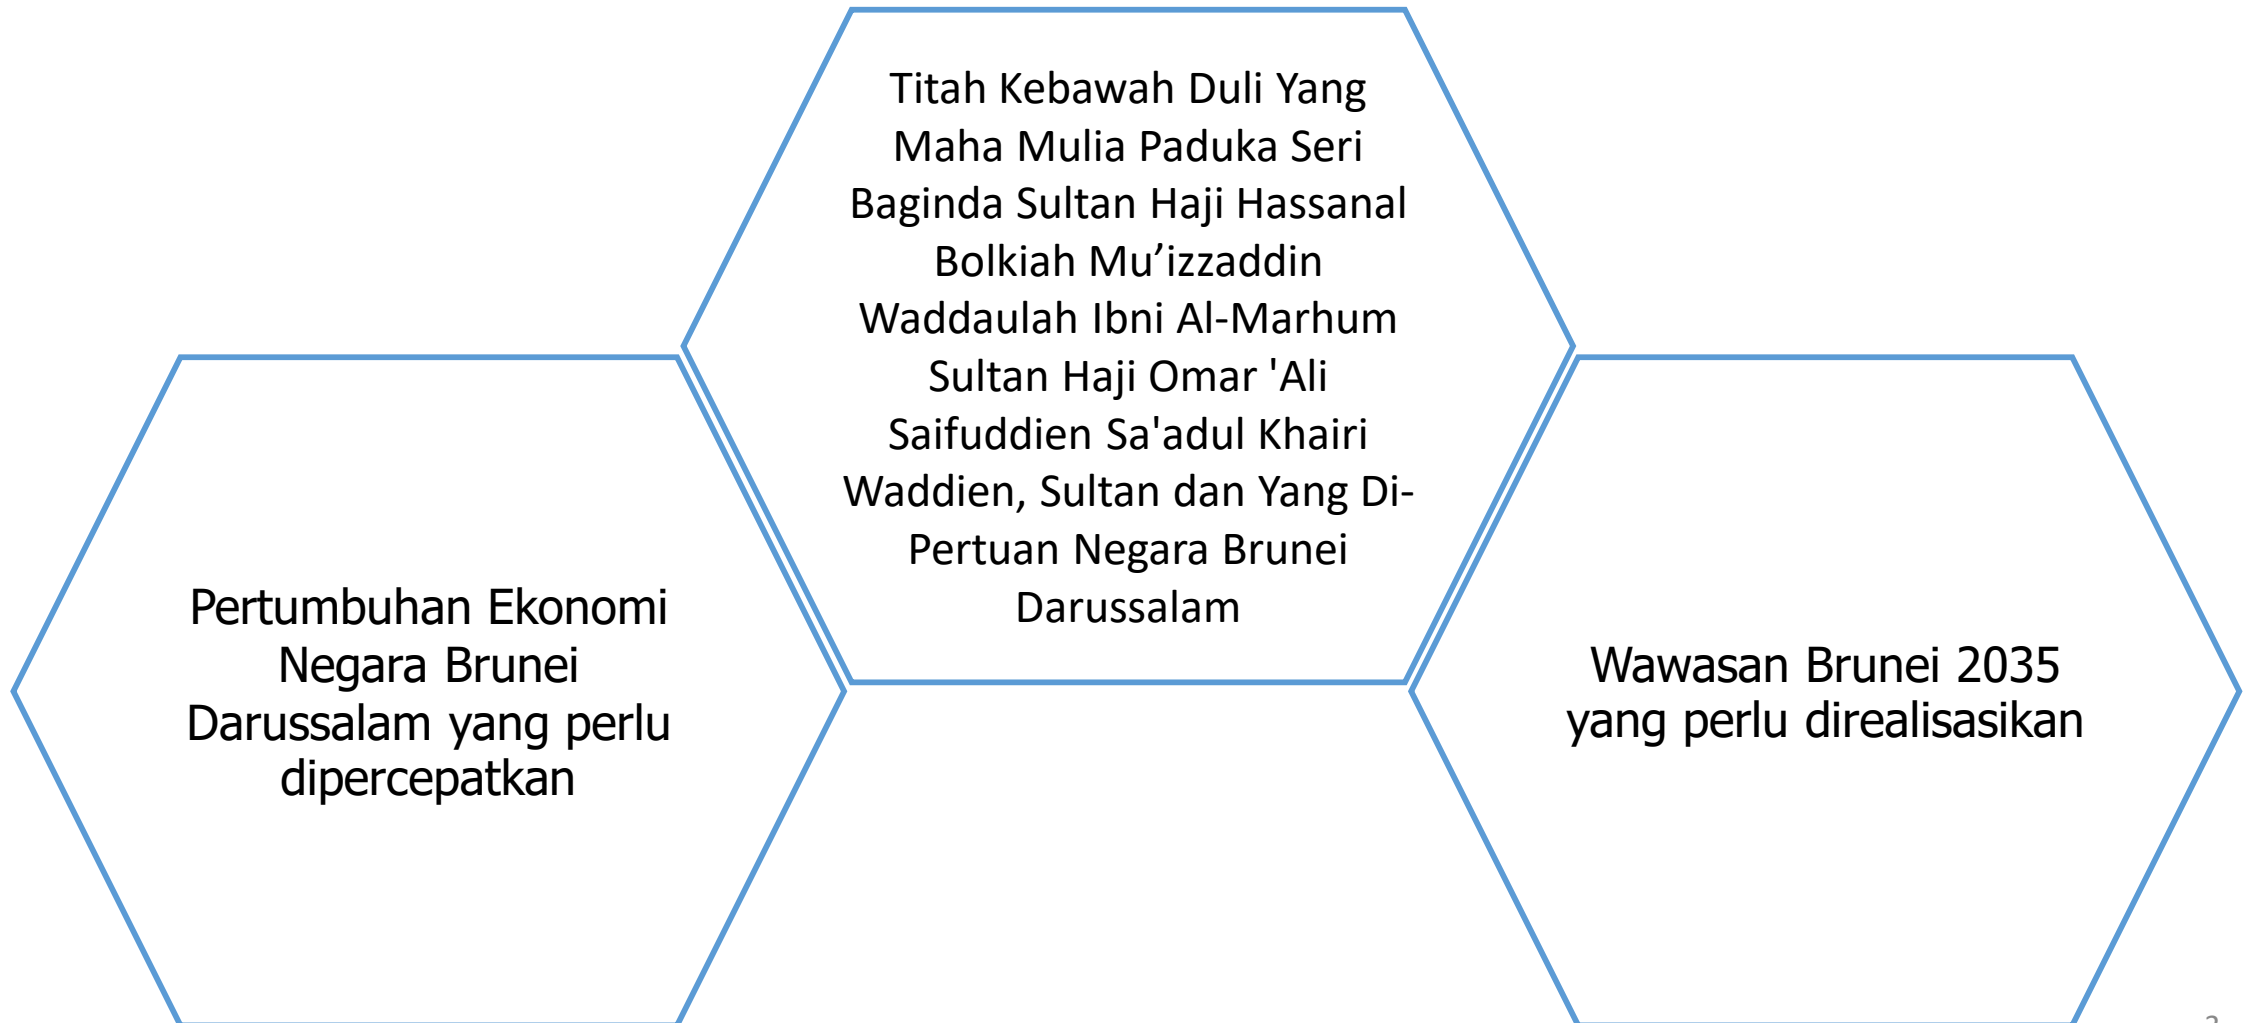 Titah Kebawah Duli Yang
Maha Mulia Paduka Seri
Baginda Sultan Haji Hassanal
Bolkiah Mu’izzaddin
Waddaulah Ibni Al-Marhum
Sultan Haji Omar 'Ali
Saifuddien Sa'adul Khairi
Waddien, Sultan dan Yang Di-
Pertuan Negara Brunei
Darussalam
Pertumbuhan Ekonomi
Negara Brunei
Darussalam yang perlu
dipercepatkan
Wawasan Brunei 2035
yang perlu direalisasikan